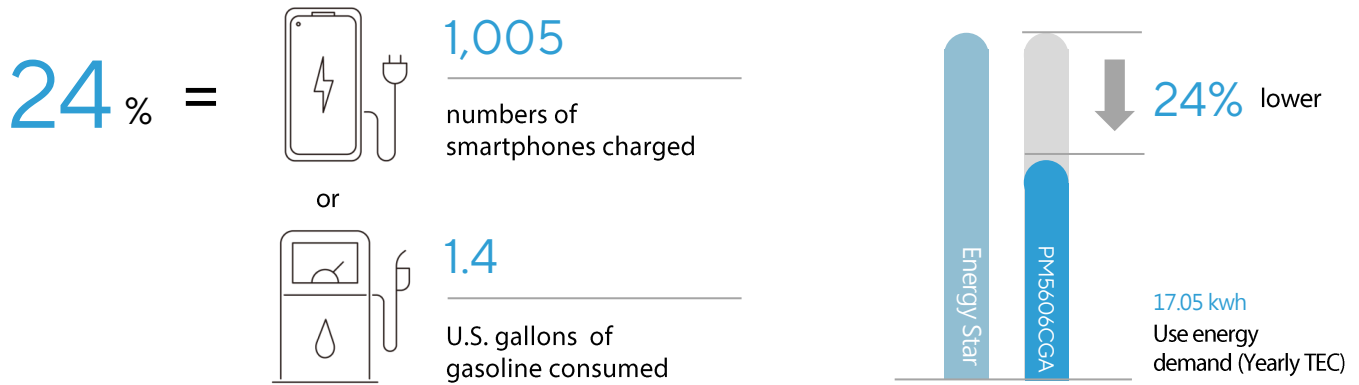 24 %
=
1,005
numbers of
smartphones charged
or
1.4
U.S. gallons of
gasoline consumed
Energy Star
PM5606CGA
24% lower
17.05 kwh
Use energy
demand (Yearly TEC)